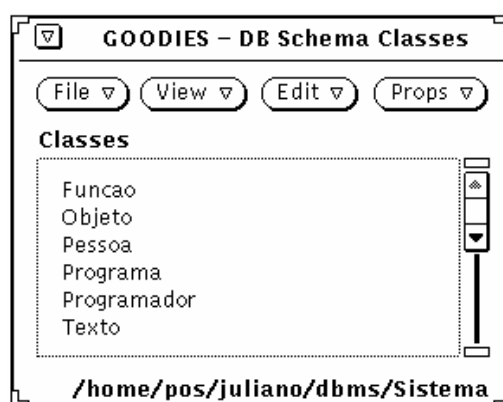 GOODIES – DB Schema Classes
File View Edit Props
Classes
Funcao
Objeto
Pessoa
Programa
Programador
Texto
/home/pos/juliano/dbms/Sistema